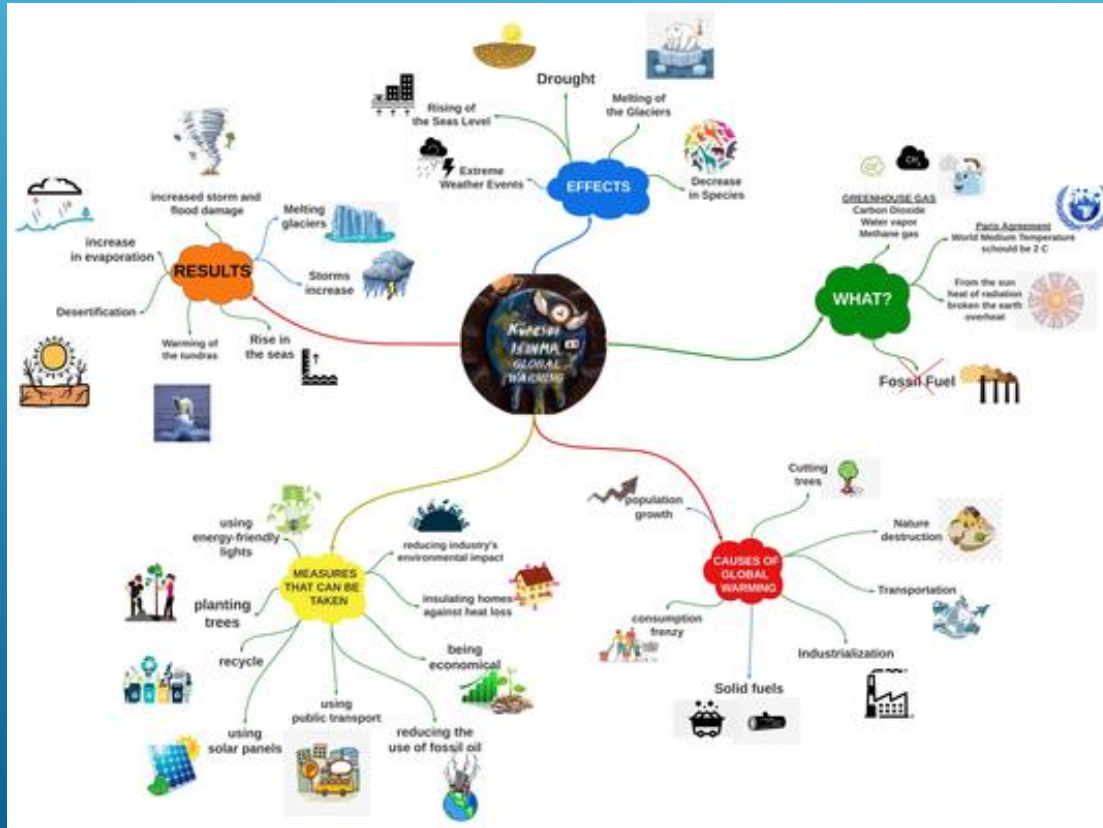 Drought
Rising of
the Seas Level
Melting of
the Glaciers
Extreme
Weather Events
EFFECTS
Decrease
in Species
increased storm and
flood damage
Melting
glaciers
increase
in evaporation
RESULTS
Storms
increase
Desertification
Warming of
the tundras
Rise in
the seas
CH4
GREENHOUSE GAS
Carbon Dioxide
Water vapor
Methane gas
Paris Agreement
World Medium Temperature
schould be 2 C
WHAT?
From the sun
heat of radiation
broken the earth
overheat
Fossil Fuel
KüRESEL
ISINMA
GLOBAL
WARMING
using
energy-friendly
lights
reducing industry's
environmental impact
MEASURES
THAT CAN BE
TAKEN
insulating homes
against heat loss
planting
trees
recycle
being
economical
using
solar panels
using
public transport
reducing the
use of fossil oil
population
growth
Cutting
trees
Nature
destruction
CAUSES OF
GLOBAL
WARMING
Transportation
consumption
frenzy
Industrialization
Solid fuels